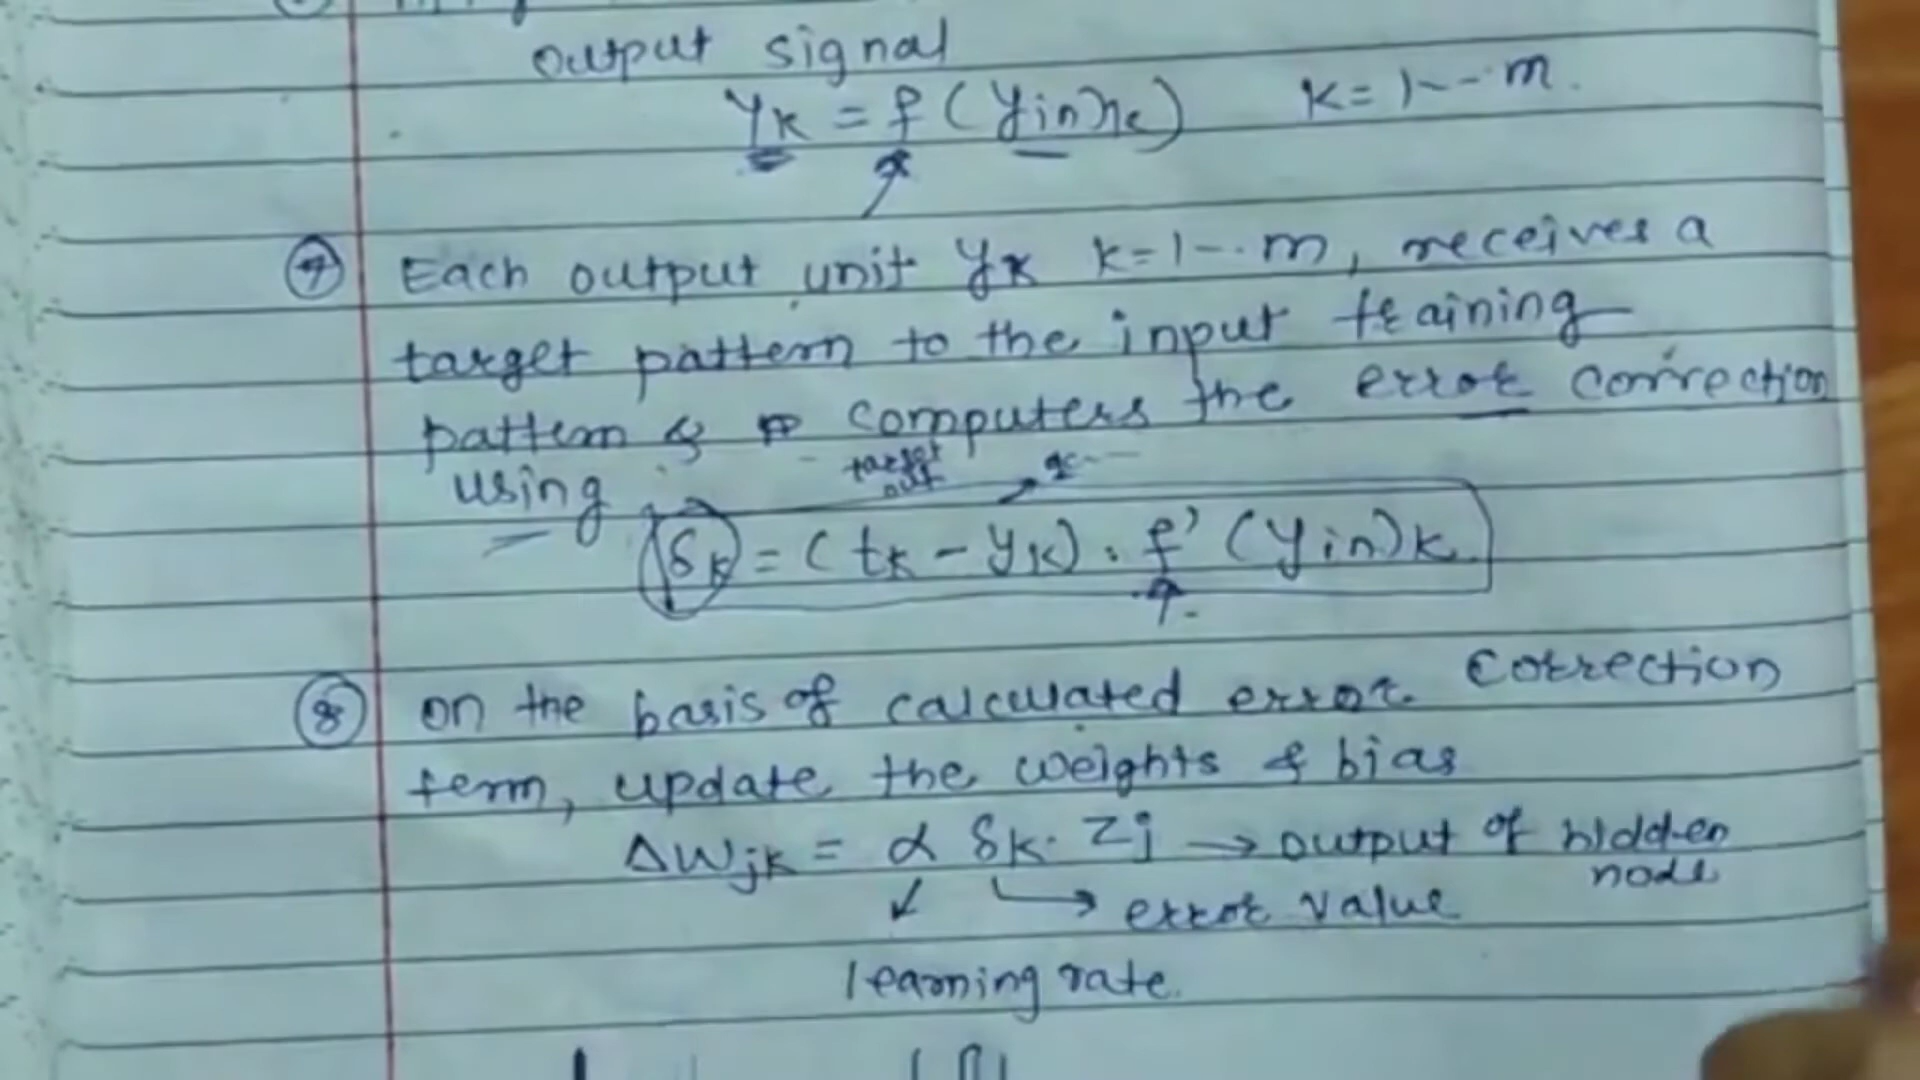 output signal
yk = f (yin)k) k = 1 -- m.
⑦ Each output unit yk k=1-..m, receives a
target pattern to the input training
pattern & computers the error correction
target
out
using
δk = (tk - yk) . f' (yin)k
⑧ on the basis of calculated error. Correction
term, update the weights & bias
Δwjk = α δk. zj → output of hidden
node
→ error value
learning rate.